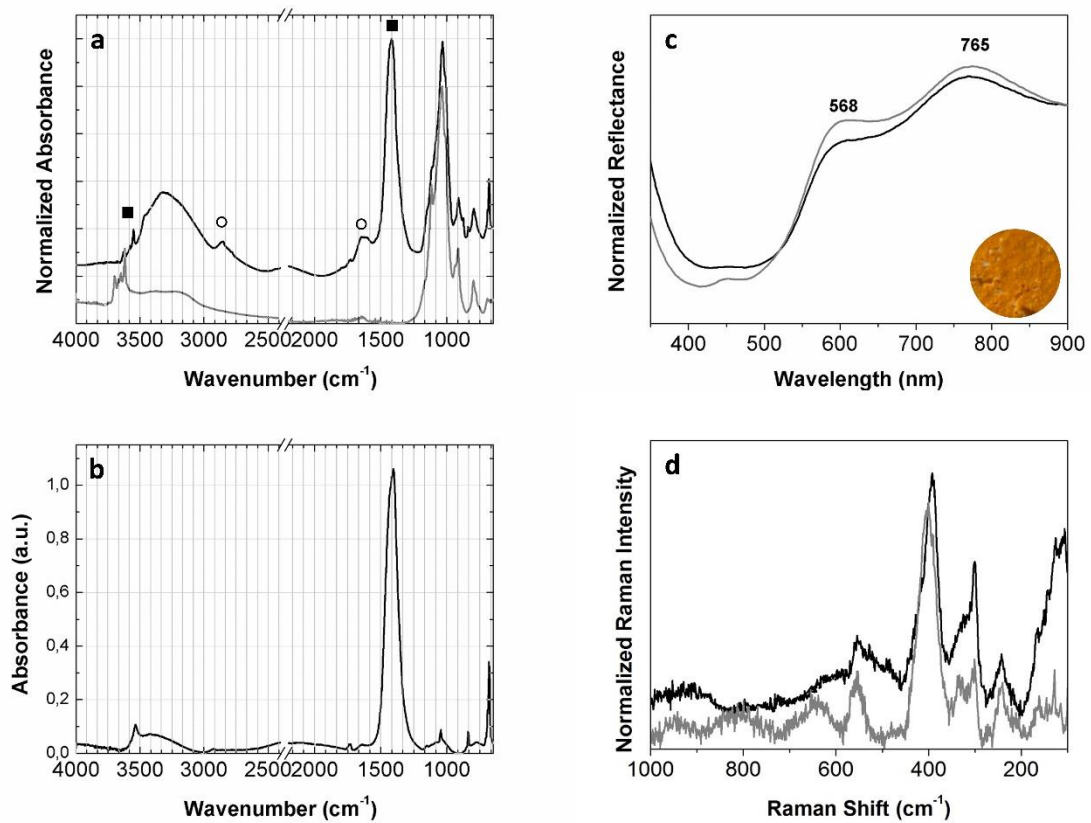 a
Normalized Absorbance
4000 3500 3000 2500 2000 1500 1000
Wavenumber (cm-1)
c
568
765
Normalized Reflectance
400 500 600 700 800 900
Wavelength (nm)
b
Absorbance (a.u.)
1,0
0,8
0,6
0,4
0,2
0,0
4000 3500 3000 2500 2000 1500 1000
Wavenumber (cm-1)
d
Normalized Raman Intensity
1000 800 600 400 200
Raman Shift (cm-1)